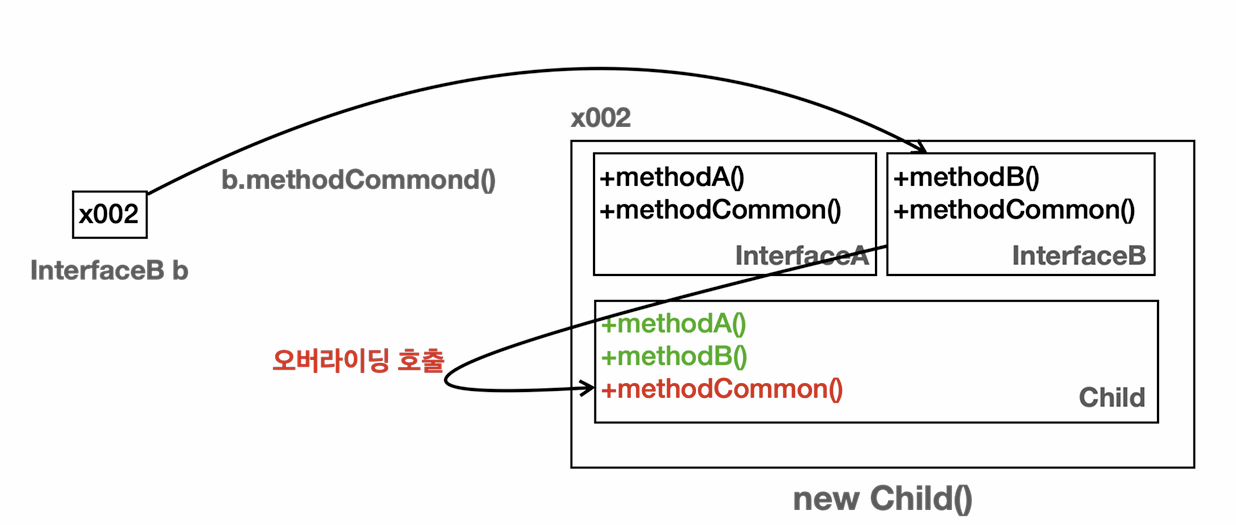 x002
b.methodCommond()
x002
InterfaceB b
+methodA()
+methodCommon()
InterfaceA
+methodB()
+methodCommon()
InterfaceB
오버라이딩 호출
+methodA()
+methodB()
+methodCommon()
Child
new Child()